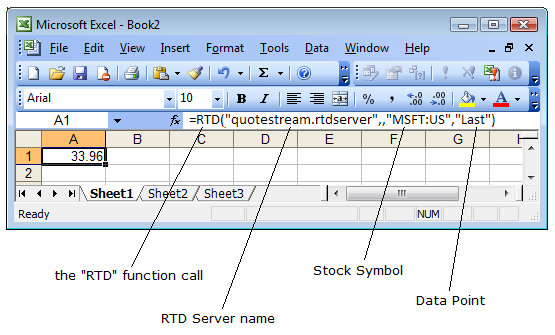 Microsoft Excel - Book2
File Edit View Insert Format Tools Data Window Help Adobe PDF
Arial 10 B %
A1 fx =RTD("quotestream.rtdserver",,"MSFT:US","Last")
A B C D E F G H
1 33.96
2
Sheet1 Sheet2 Sheet3
Ready NUM
the "RTD" function call
Stock Symbol
Data Point
RTD Server name